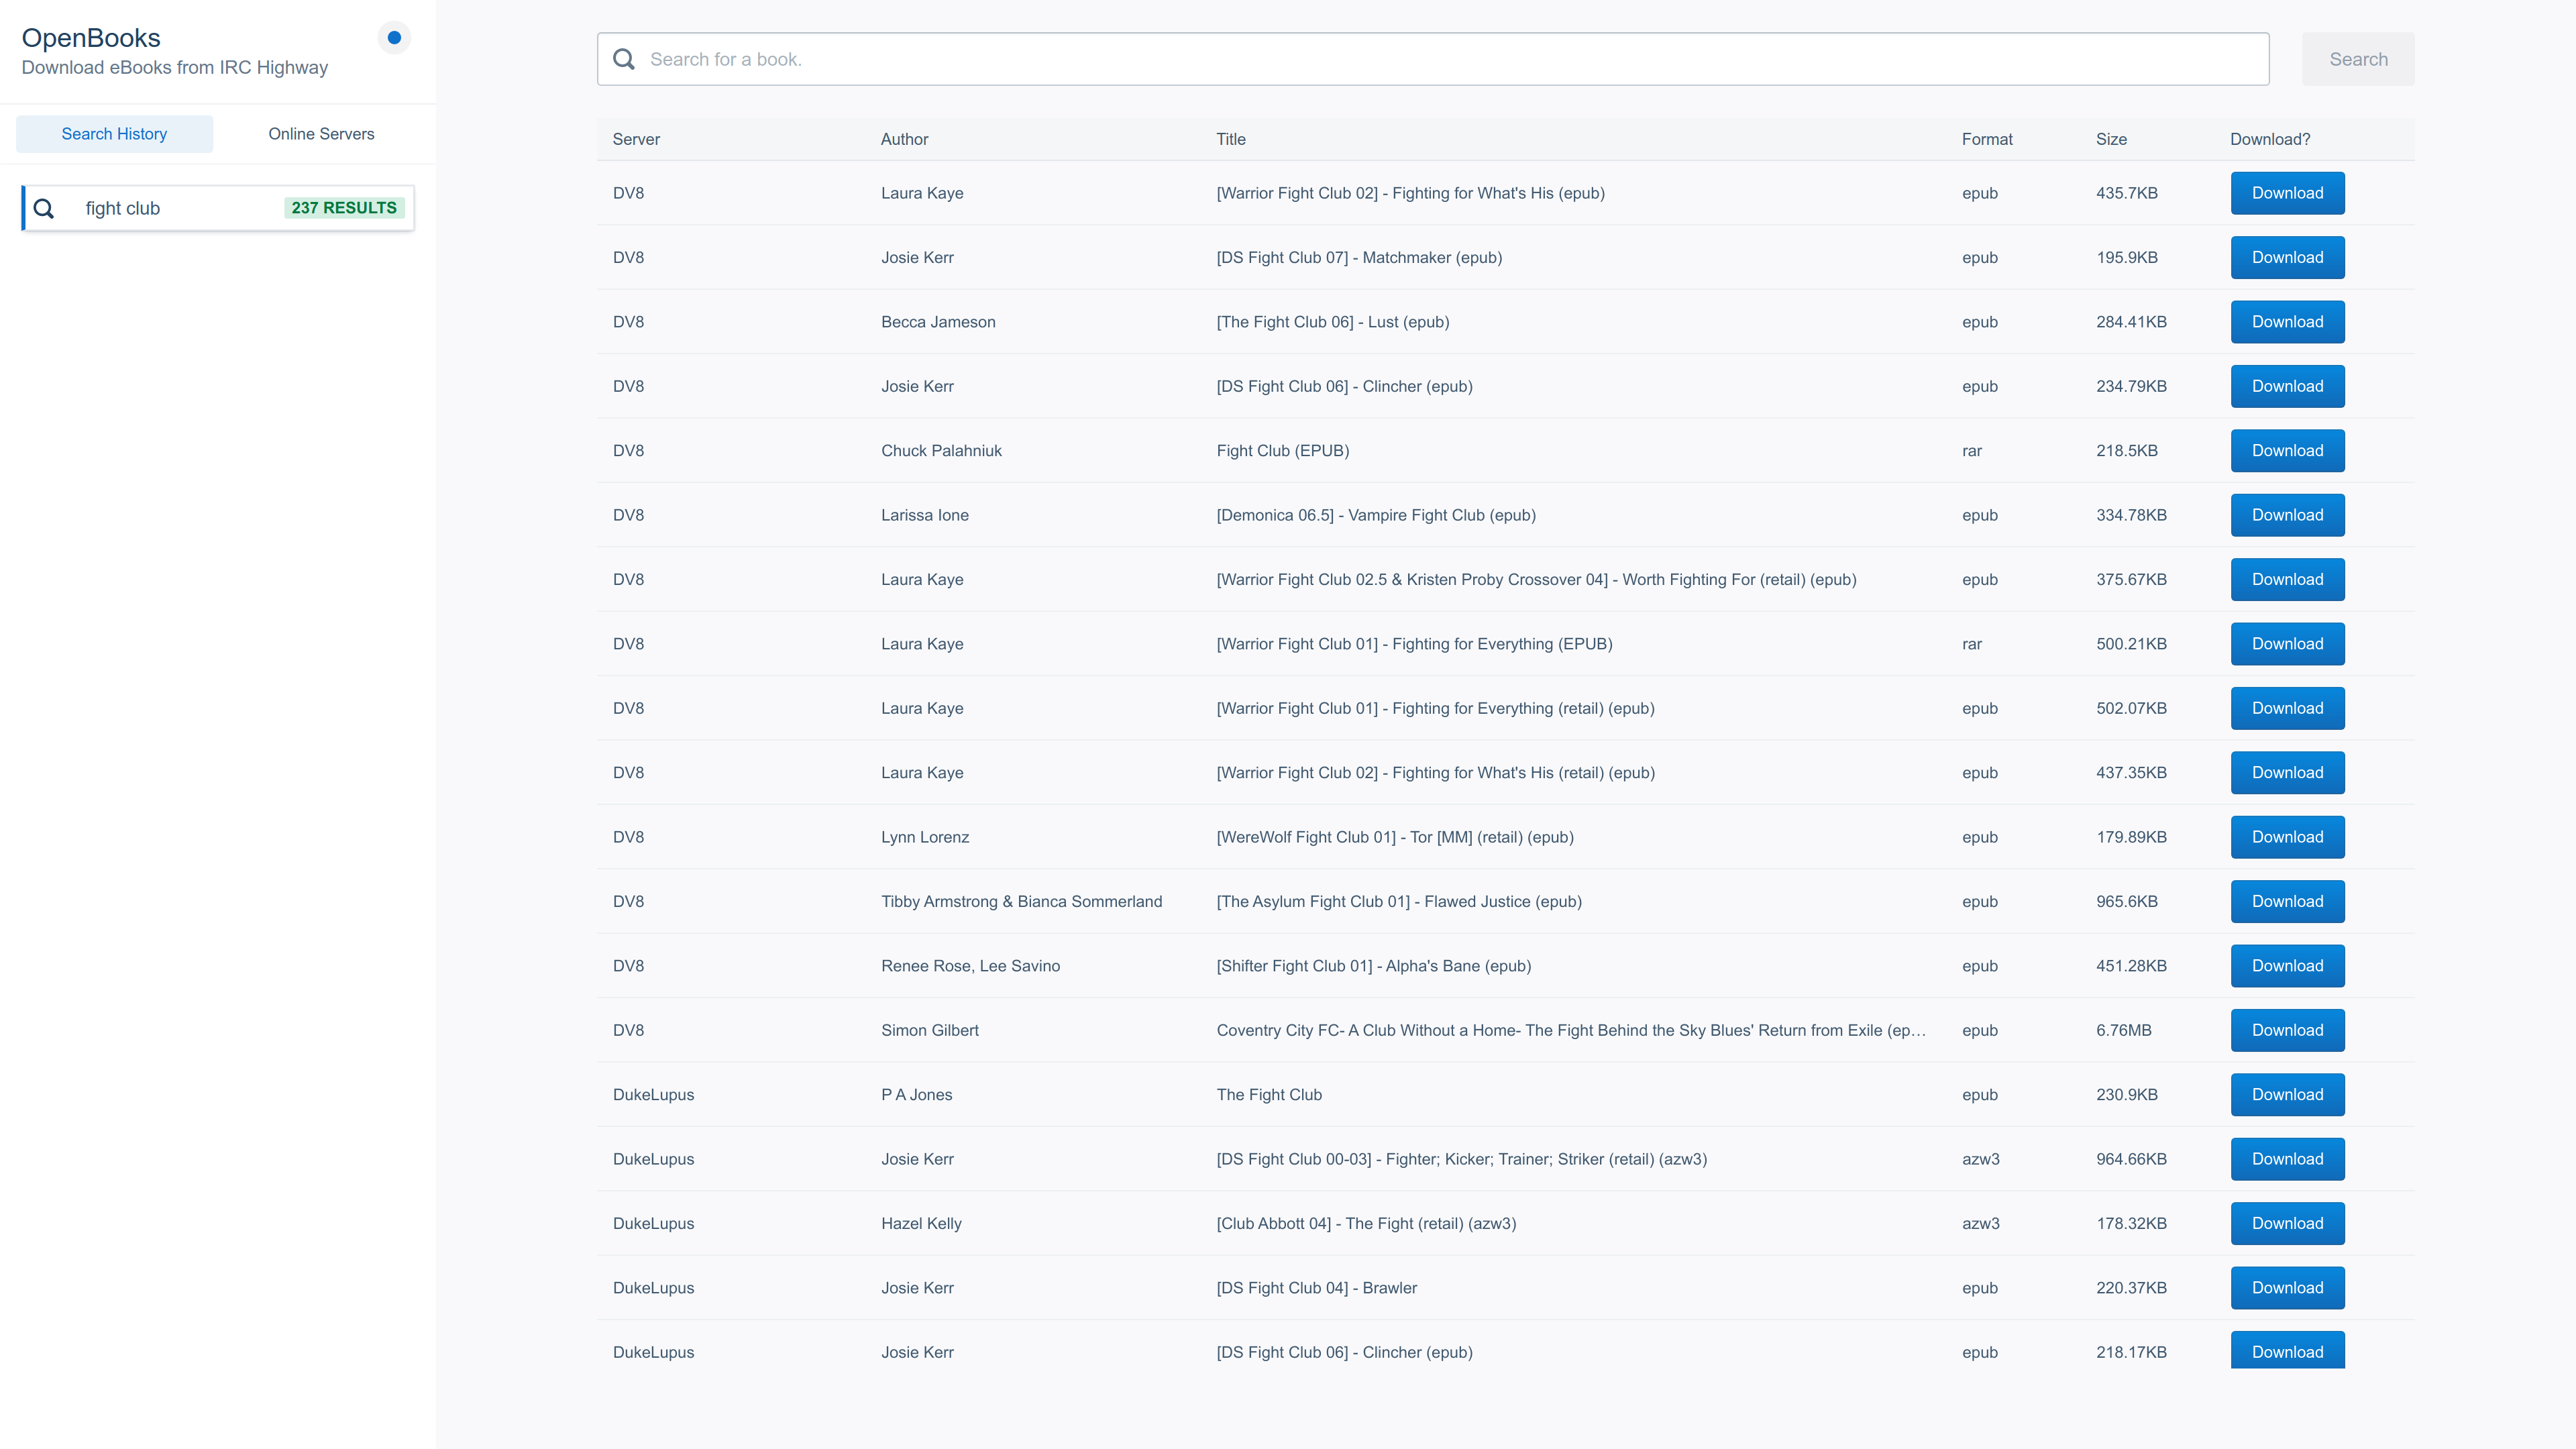 OpenBooks
Download eBooks from IRC Highway
Search History Online Servers
fight club 237 RESULTS
Search for a book. Search
Server Author Title Format Size Download?
DV8 Laura Kaye [Warrior Fight Club 02] - Fighting for What's His (epub) epub 435.7KB Download
DV8 Josie Kerr [DS Fight Club 07] - Matchmaker (epub) epub 195.9KB Download
DV8 Becca Jameson [The Fight Club 06] - Lust (epub) epub 284.41KB Download
DV8 Josie Kerr [DS Fight Club 06] - Clincher (epub) epub 234.79KB Download
DV8 Chuck Palahniuk Fight Club (EPUB) rar 218.5KB Download
DV8 Larissa Ione [Demonica 06.5] - Vampire Fight Club (epub) epub 334.78KB Download
DV8 Laura Kaye [Warrior Fight Club 02.5 & Kristen Proby Crossover 04] - Worth Fighting For (retail) (epub) epub 375.67KB Download
DV8 Laura Kaye [Warrior Fight Club 01] - Fighting for Everything (EPUB) rar 500.21KB Download
DV8 Laura Kaye [Warrior Fight Club 01] - Fighting for Everything (retail) (epub) epub 502.07KB Download
DV8 Laura Kaye [Warrior Fight Club 02] - Fighting for What's His (retail) (epub) epub 437.35KB Download
DV8 Lynn Lorenz [WereWolf Fight Club 01] - Tor [MM] (retail) (epub) epub 179.89KB Download
DV8 Tibby Armstrong & Bianca Sommerland [The Asylum Fight Club 01] - Flawed Justice (epub) epub 965.6KB Download
DV8 Renee Rose, Lee Savino [Shifter Fight Club 01] - Alpha's Bane (epub) epub 451.28KB Download
DV8 Simon Gilbert Coventry City FC- A Club Without a Home- The Fight Behind the Sky Blues' Return from Exile (ep… epub 6.76MB Download
DukeLupus P A Jones The Fight Club epub 230.9KB Download
DukeLupus Josie Kerr [DS Fight Club 00-03] - Fighter; Kicker; Trainer; Striker (retail) (azw3) azw3 964.66KB Download
DukeLupus Hazel Kelly [Club Abbott 04] - The Fight (retail) (azw3) azw3 178.32KB Download
DukeLupus Josie Kerr [DS Fight Club 04] - Brawler epub 220.37KB Download
DukeLupus Josie Kerr [DS Fight Club 06] - Clincher (epub) epub 218.17KB Download